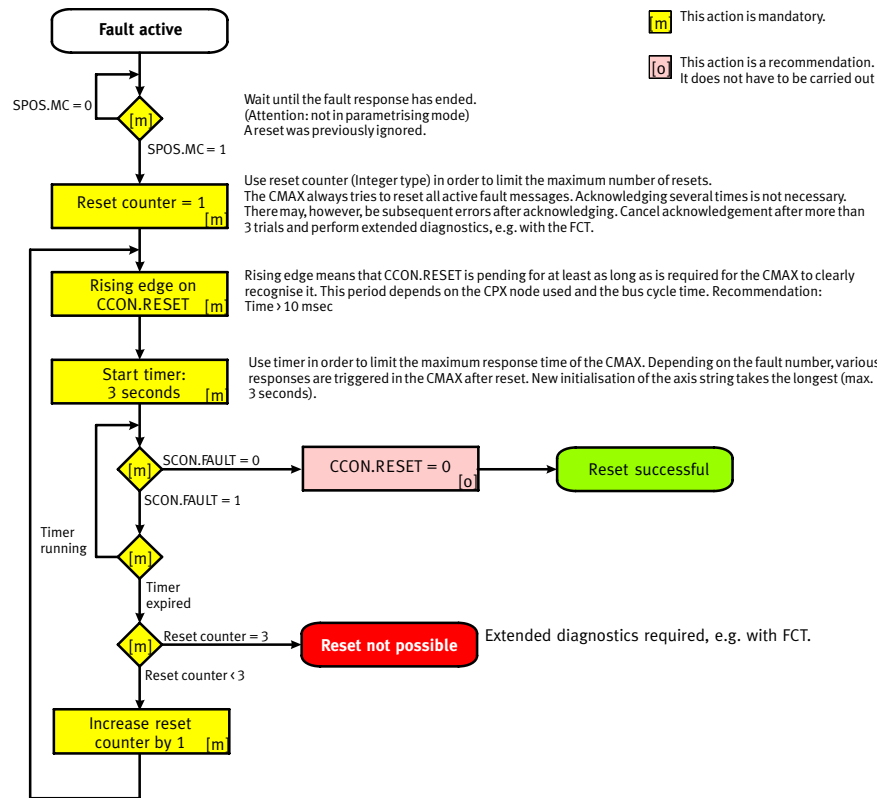 Fault active
[m] This action is mandatory.
[o] This action is a recommendation.
It does not have to be carried out
SPOS.MC = 0
[m]
Wait until the fault response has ended.
(Attention: not in parametrising mode)
A reset was previously ignored.
SPOS.MC = 1
Reset counter = 1
[m]
Use reset counter (Integer type) in order to limit the maximum number of resets.
The CMAX always tries to reset all active fault messages. Acknowledging several times is not necessary.
There may, however, be subsequent errors after acknowledging. Cancel acknowledgement after more than
3 trials and perform extended diagnostics, e.g. with the FCT.
Rising edge on
CCON.RESET [m]
Rising edge means that CCON.RESET is pending for at least as long as is required for the CMAX to clearly
recognise it. This period depends on the CPX node used and the bus cycle time. Recommendation:
Time > 10 msec
Start timer:
3 seconds [m]
Use timer in order to limit the maximum response time of the CMAX. Depending on the fault number, various
responses are triggered in the CMAX after reset. New initialisation of the axis string takes the longest (max.
3 seconds).
[m]
SCON.FAULT = 0
CCON.RESET = 0
[o]
Reset successful
SCON.FAULT = 1
Timer
running
[m]
Timer
expired
[m]
Reset counter = 3
Reset not possible
Extended diagnostics required, e.g. with FCT.
Reset counter < 3
Increase reset
counter by 1 [m]